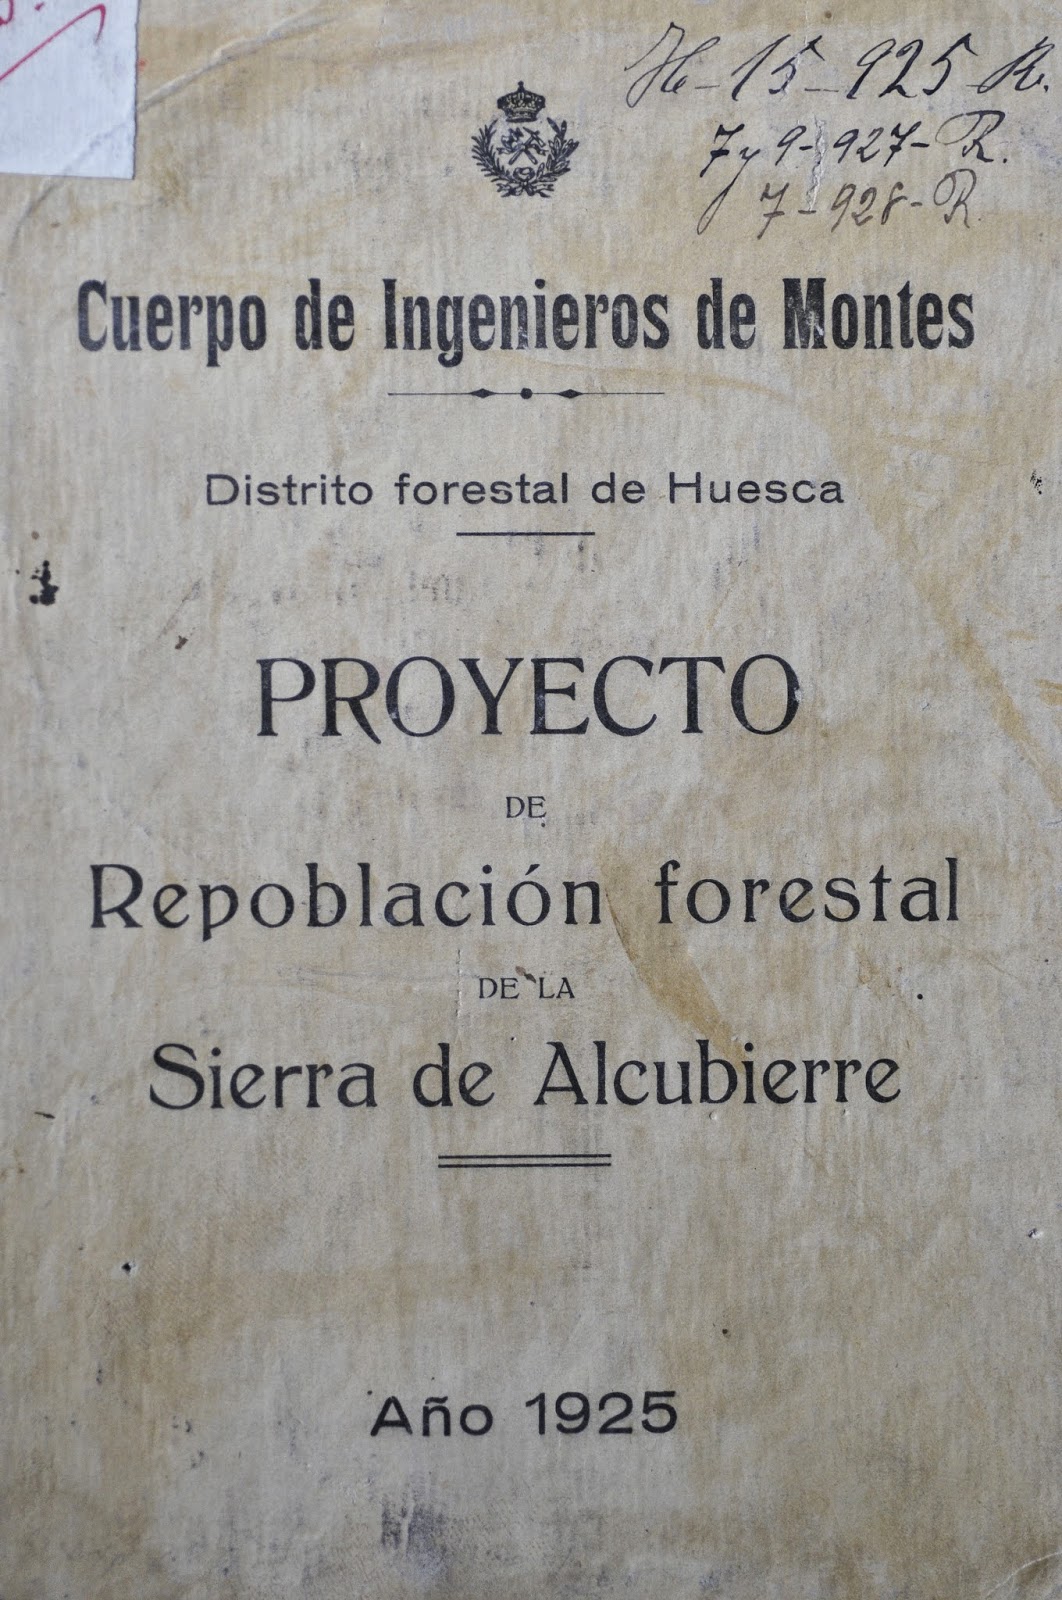 Hc-15-925-R.
7 y 9-927-R.
7-928-R
Cuerpo de Ingenieros de Montes
Distrito forestal de Huesca
PROYECTO
DE
Repoblación forestal
DE LA
Sierra de Alcubierre
Año 1925